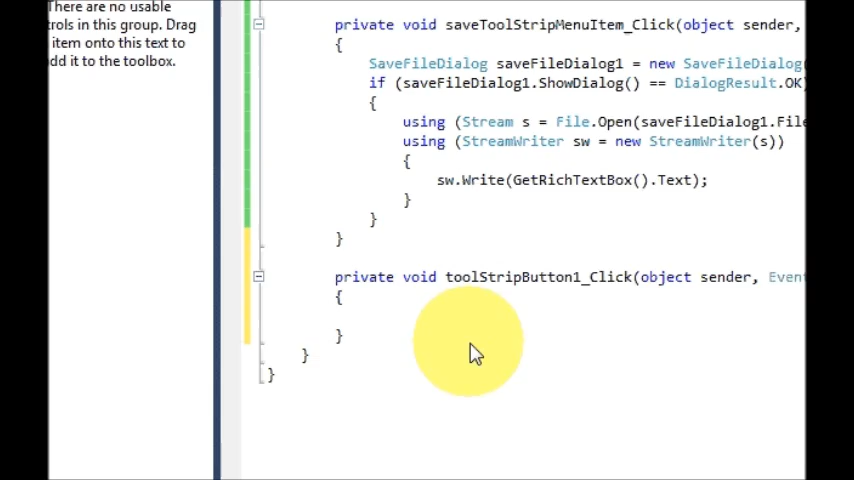 There are no usable
trols in this group. Drag
item onto this text to
dd it to the toolbox.
private void saveToolStripMenuItem_Click(object sender,
{
SaveFileDialog saveFileDialog1 = new SaveFileDialog(
if (saveFileDialog1.ShowDialog() == DialogResult.OK)
{
using (Stream s = File.Open(saveFileDialog1.File
using (StreamWriter sw = new StreamWriter(s))
{
sw.Write(GetRichTextBox().Text);
}
}
}
private void toolStripButton1_Click(object sender, Event
{
}
}
}